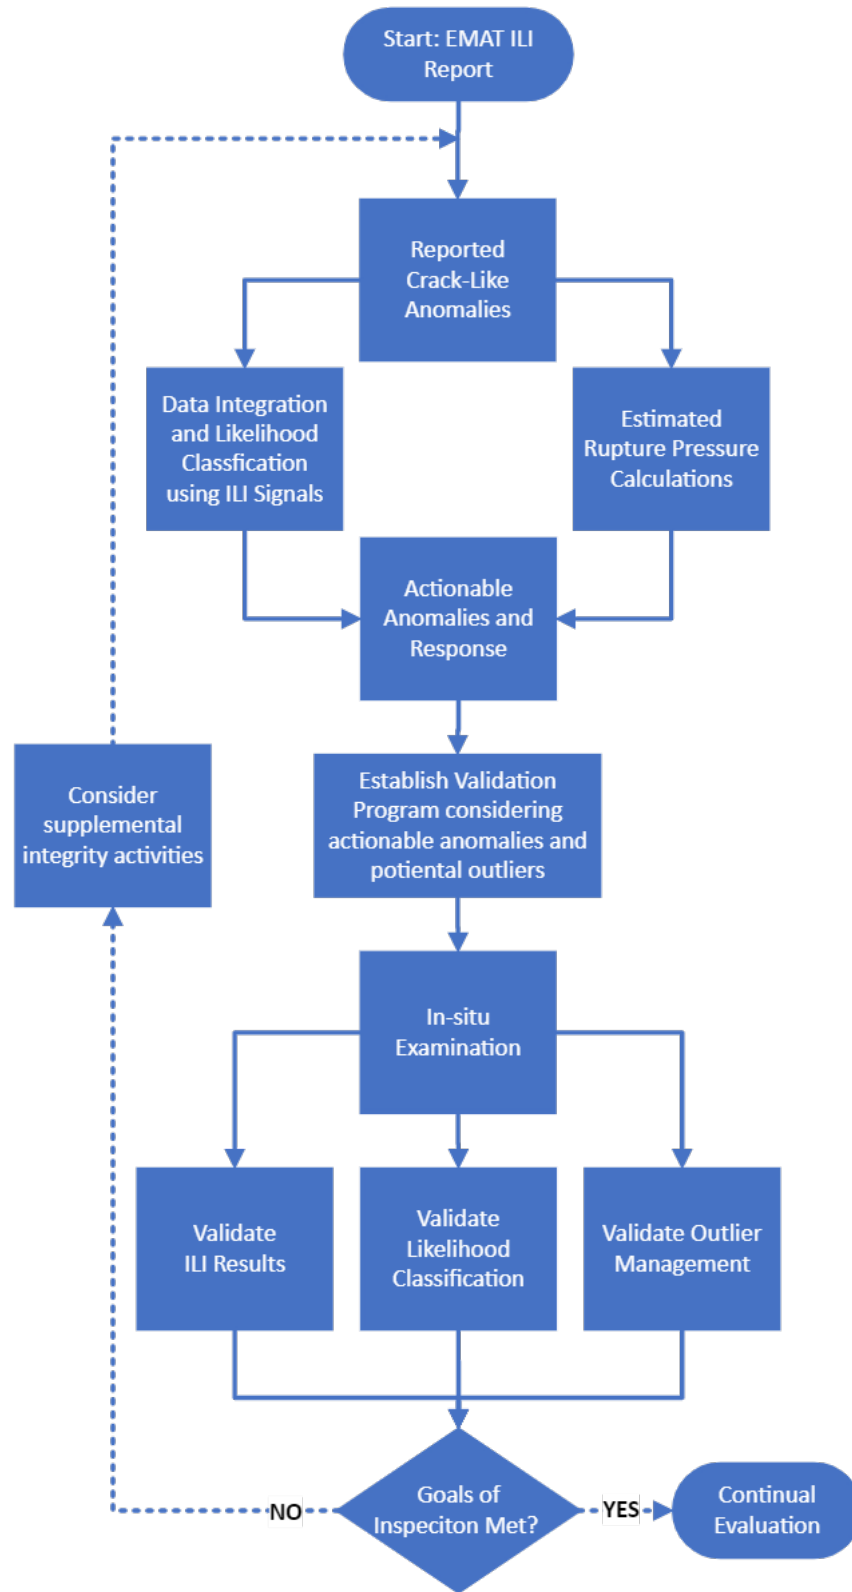 Start: EMAT ILI
Report
Reported
Crack-Like
Anomalies
Data Integration
and Likelihood
Classfication
using ILI Signals
Estimated
Rupture Pressure
Calculations
Actionable
Anomalies and
Response
Consider
supplemental
integrity activities
Establish Validation
Program considering
actionable anomalies and
potiental outliers
In-situ
Examination
Validate
ILI Results
Validate
Likelihood
Classification
Validate Outlier
Management
Goals of
Inspeciton Met?
NO
YES
Continual
Evaluation